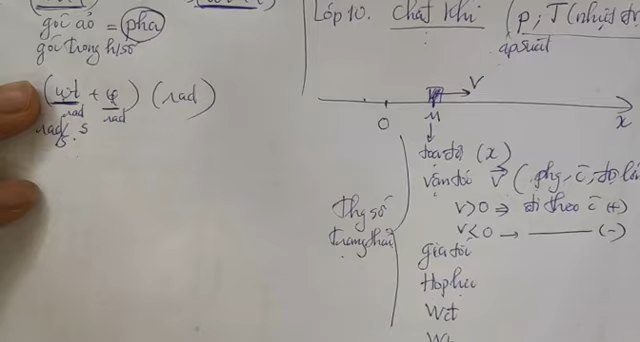 góc ảo = pha
góc trong h/số
(ωt + φ) (rad)
rad rad
rad/s . s
Lớp 10. Chất khí (p; T (nhiệt độ
áp suất
v
O M x
tọa độ (x)
vận tốc v⃗ (phg, c, độ lớn
v>0 ⇒ đi theo c (+)
v<0 → ——— (-)
Thg số
trạng thái
gia tốc
Hợp lực
Wđ